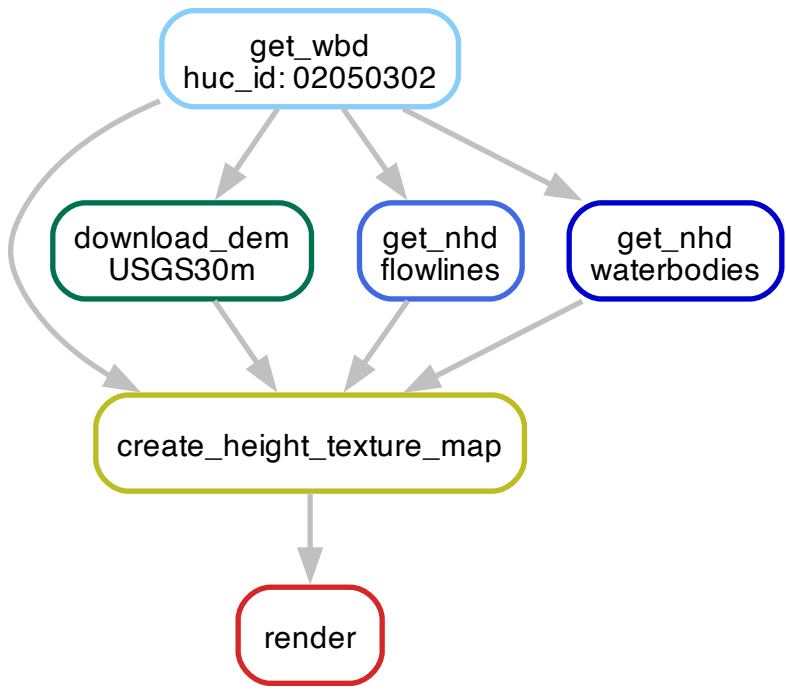 get_wbd
huc_id: 02050302
download_dem
USGS30m
get_nhd
flowlines
get_nhd
waterbodies
create_height_texture_map
render